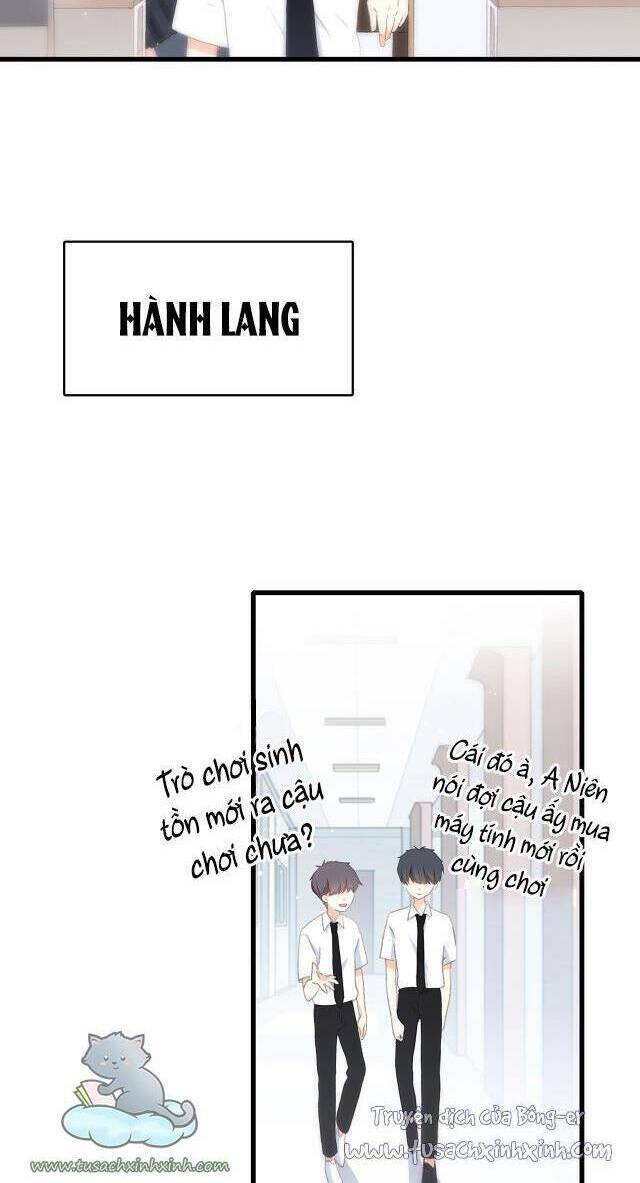 HÀNH LANG
Trò chơi sinh
tồn mới ra cậu
chơi chưa?
Cái đó à, A Niên
nói đợi cậu ấy mua
máy tính mới rồi
cùng chơi
Truyện dịch của Bông-er
www.tusachxinhxinh.com
www.tusachxinhxinh.com